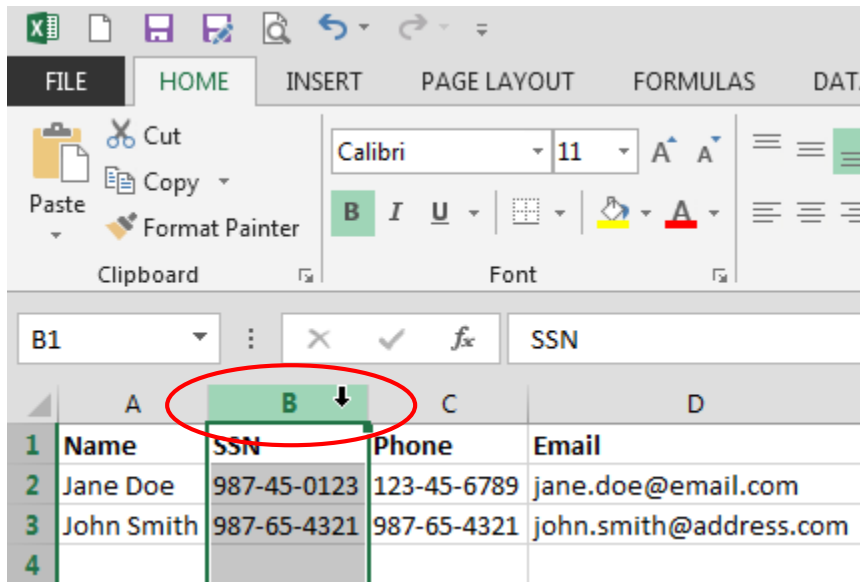 FILE HOME INSERT PAGE LAYOUT FORMULAS DAT
Cut
Copy
Paste
Format Painter
Clipboard
Calibri 11 A A
B I U A
Font
B1 fx SSN
A B C D
1 Name SSN Phone Email
2 Jane Doe 987-45-0123 123-45-6789 jane.doe@email.com
3 John Smith 987-65-4321 987-65-4321 john.smith@address.com
4